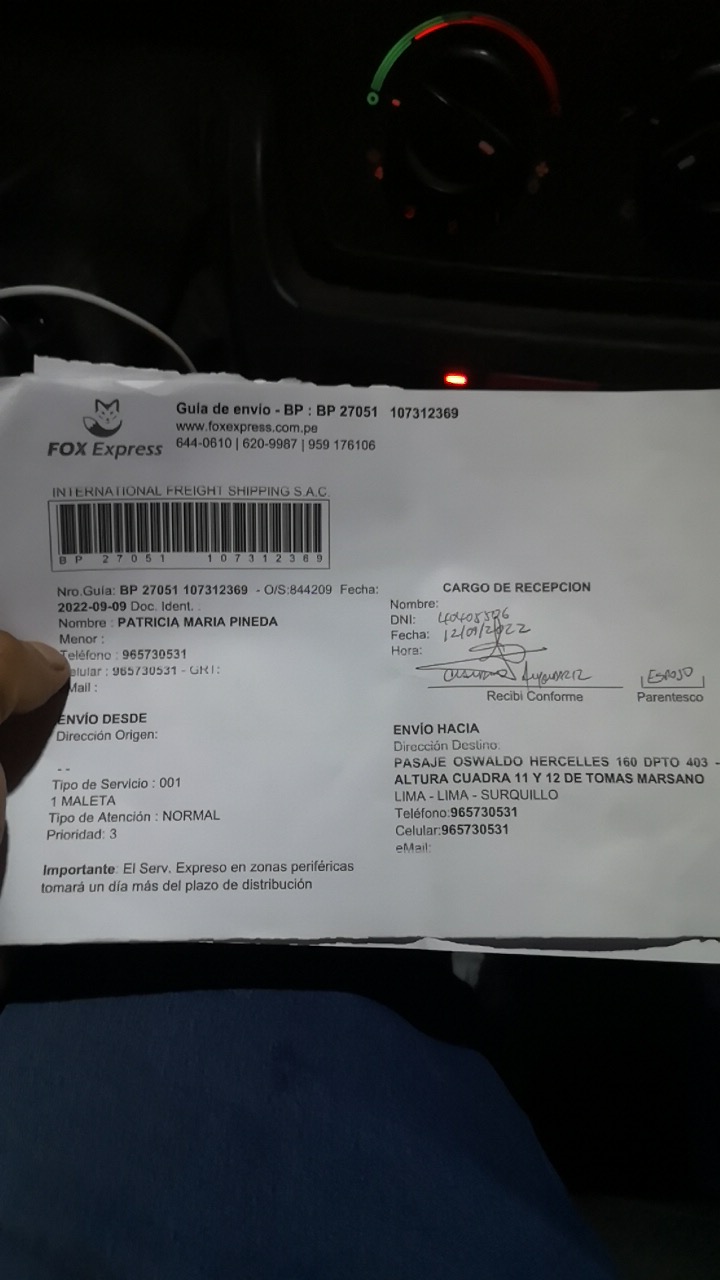 Guia de envío - BP : BP 27051 107312369
www.foxexpress.com.pe
644-0610 | 620-9987 | 959 176106
FOX Express
INTERNATIONAL FREIGHT SHIPPING S.A.C.
BP 27051 107312369
Nro.Guía: BP 27051 107312369 - O/S:844209 Fecha:
2022-09-09 Doc. Ident. :
Nombre : PATRICIA MARIA PINEDA
Menor :
Teléfono : 965730531
elular : 965730531 - GRT:
Mail :
CARGO DE RECEPCION
Nombre:
DNI:
Fecha: 12/09/2022
Hora:
Recibi Conforme
ESPOSO
Parentesco
ENVÍO DESDE
Dirección Origen:
- -
Tipo de Servicio : 001
1 MALETA
Tipo de Atención : NORMAL
Prioridad: 3
ENVÍO HACIA
Dirección Destino:
PASAJE OSWALDO HERCELLES 160 DPTO 403 -
ALTURA CUADRA 11 Y 12 DE TOMAS MARSANO
LIMA - LIMA - SURQUILLO
Teléfono:965730531
Celular:965730531
eMail:
Importante: El Serv. Expreso en zonas periféricas
tomará un día más del plazo de distribución